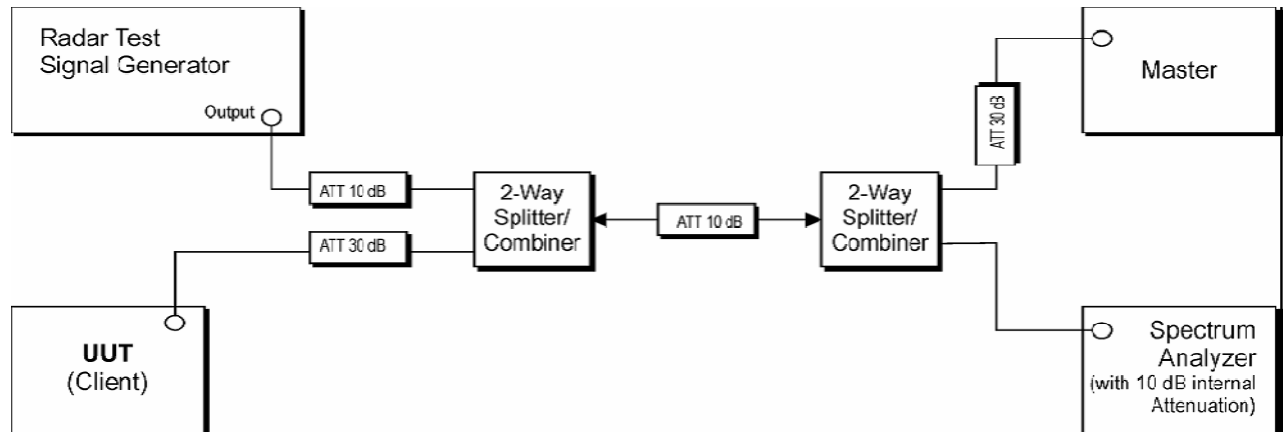 Radar Test
Signal Generator
Output
ATT 10 dB
ATT 30 dB
UUT
(Client)
2-Way
Splitter/
Combiner
ATT 10 dB
2-Way
Splitter/
Combiner
ATT 30 dB
Master
Spectrum
Analyzer
(with 10 dB internal
Attenuation)